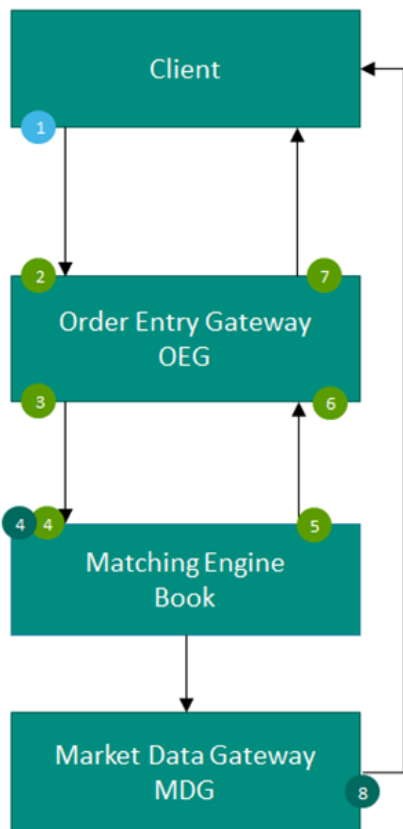 Client
1
2
7
Order Entry Gateway
OEG
3
6
4
4
5
Matching Engine
Book
Market Data Gateway
MDG
8